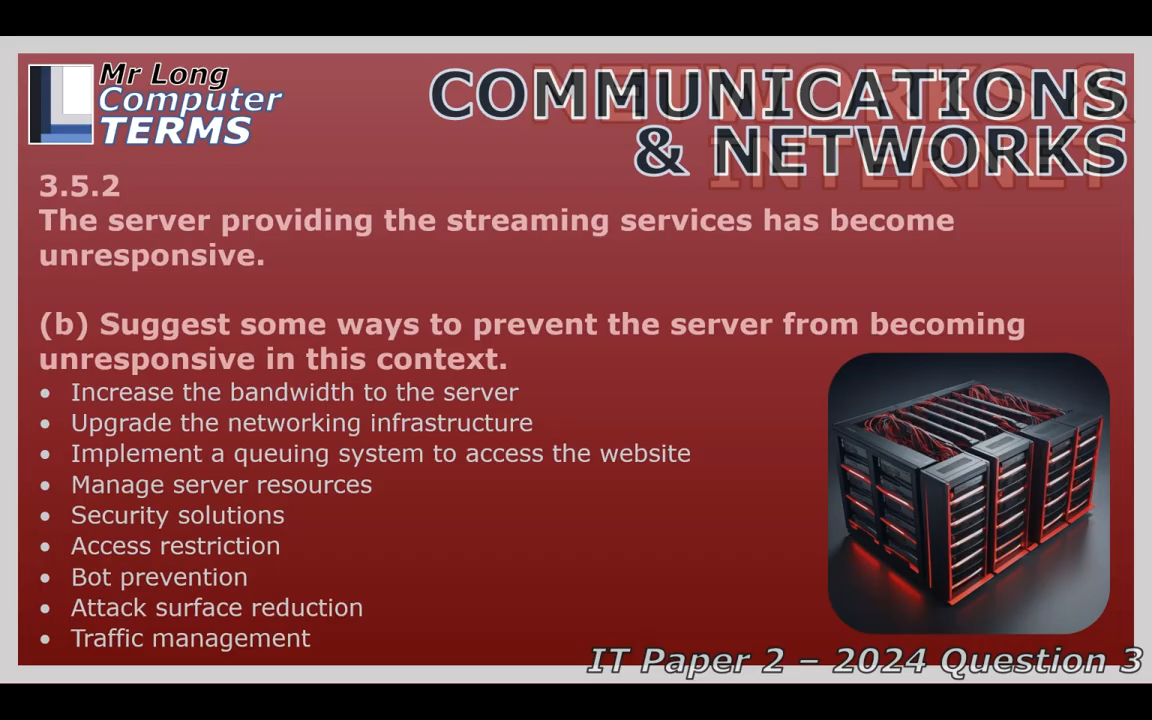 Mr Long
Computer
TERMS
COMMUNICATIONS
& NETWORKS
NETWORKS &
INTERNET
3.5.2
The server providing the streaming services has become
unresponsive.
(b) Suggest some ways to prevent the server from becoming
unresponsive in this context.
• Increase the bandwidth to the server
• Upgrade the networking infrastructure
• Implement a queuing system to access the website
• Manage server resources
• Security solutions
• Access restriction
• Bot prevention
• Attack surface reduction
• Traffic management
IT Paper 2 – 2024 Question 3